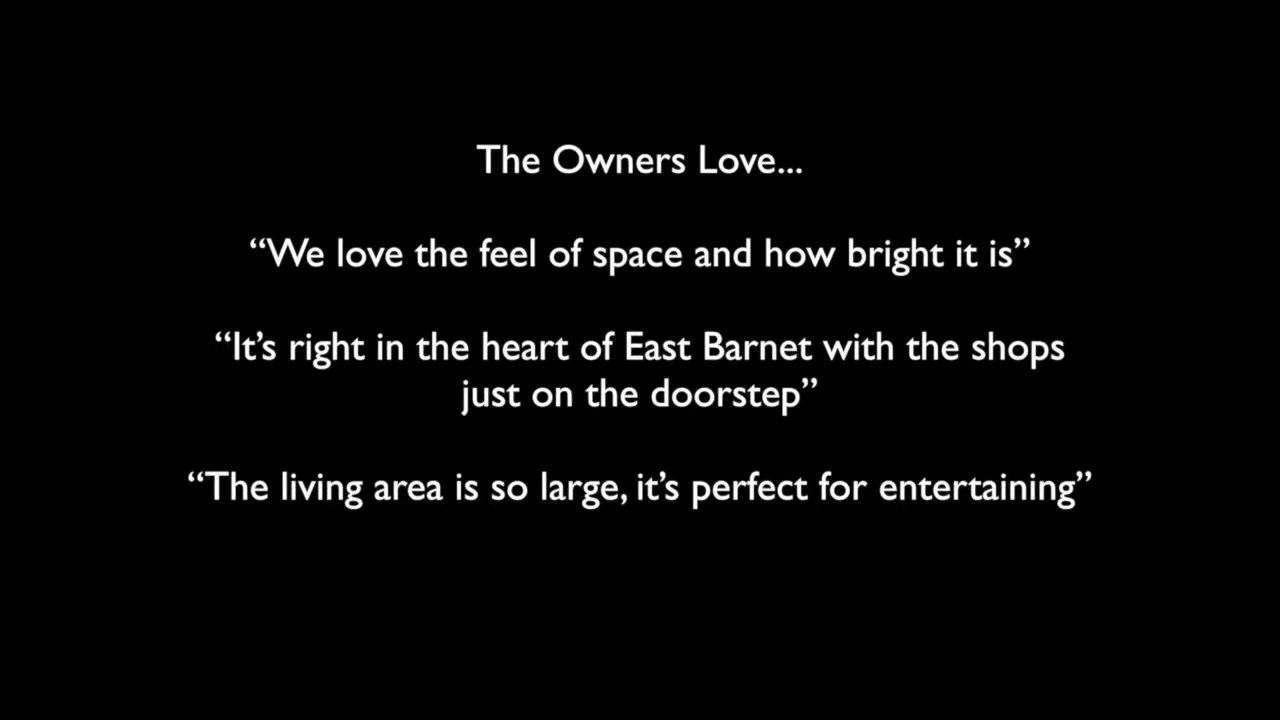 The Owners Love...
“We love the feel of space and how bright it is”
“It’s right in the heart of East Barnet with the shops
just on the doorstep”
“The living area is so large, it’s perfect for entertaining”